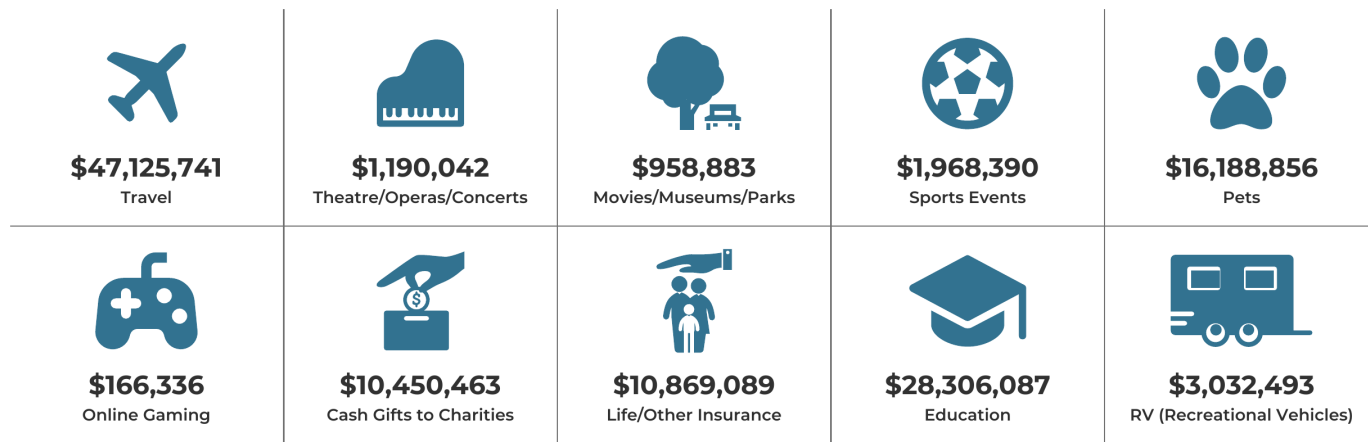 $47,125,741
Travel
$1,190,042
Theatre/Operas/Concerts
$958,883
Movies/Museums/Parks
$1,968,390
Sports Events
$16,188,856
Pets
$166,336
Online Gaming
$
$10,450,463
Cash Gifts to Charities
$10,869,089
Life/Other Insurance
$28,306,087
Education
$3,032,493
RV (Recreational Vehicles)